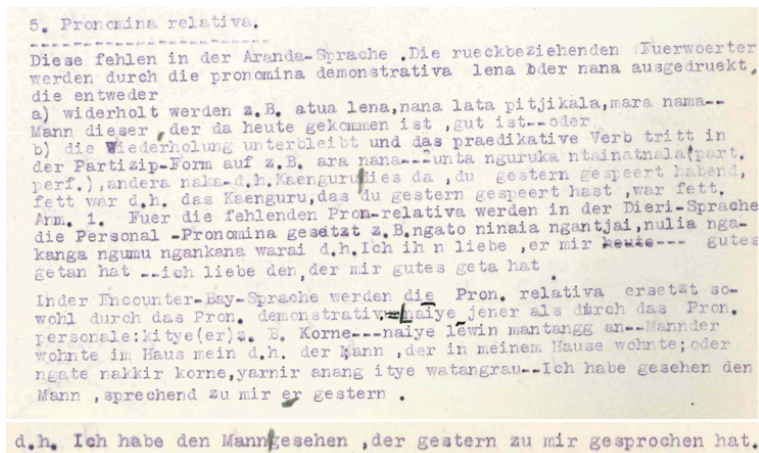 5. Pronomina relativa.
Diese fehlen in der Aranda-Sprache .Die rueckbeziehenden Fuerwoerter
werden durch die pronomina demonstrativa lena oder nana ausgedruekt,
die entweder
a) widerholt werden z.B. atua lena,nana lata pitjikala,mara nama--
Mann dieser ,der da heute gekommen ist ,gut ist--oder
b) die Wiederholung unterbleibt und das praedikative Verb tritt in
der Partizip-Form auf z.B. ara nana---unta nguruka ntainatnala(part.
perf.),andera naka-d.h.Kaenguru dies da ,du gestern gespeert habend,
fett war d.h. das Kaenguru,das du gestern gespeert hast ,war fett.
Anm. 1. Fuer die fehlenden Pron-relativa werden in der Dieri-Sprache
die Personal -Pronomina gesetzt z.B.ngato ninaia ngantjai,nulia nga-
kanga ngumu ngankana warai d.h.Ich ih n liebe ,er mir heute--- gutes
getan hat --ich liebe den,der mir gutes geta hat
Inder Encounter-Bay-Sprache werden die Pron. relativa ersetzt so-
wohl durch das Pron. demonstrativ naiye jener als durch das Pron.
personale:kitye(er)z. B. Korne---naiye lewin mantangg an--Mannder
wohnte im Haus mein d.h. der Mann ,der in meinem Hause wohnte;oder
ngate nakkir korne,yarnir anang itye watangrau--Ich habe gesehen den
Mann ,sprechend zu mir er gestern .
d.h. Ich habe den Mann gesehen ,der gestern zu mir gesprochen hat.